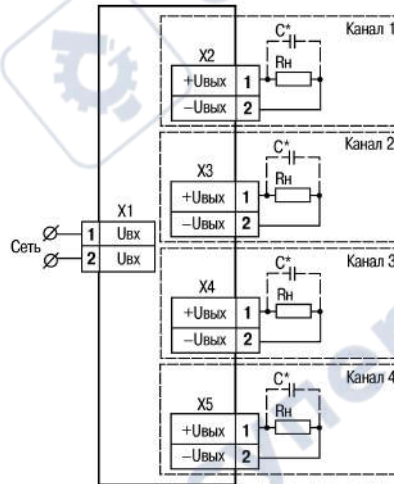 C*
Канал 1
X2
Rн
+Uвых 1
−Uвых 2
C*
Канал 2
X3
Rн
+Uвых 1
−Uвых 2
X1
Сеть
1 Uвх
2 Uвх
C*
Канал 3
X4
Rн
+Uвых 1
−Uвых 2
C*
Канал 4
X5
Rн
+Uвых 1
−Uвых 2